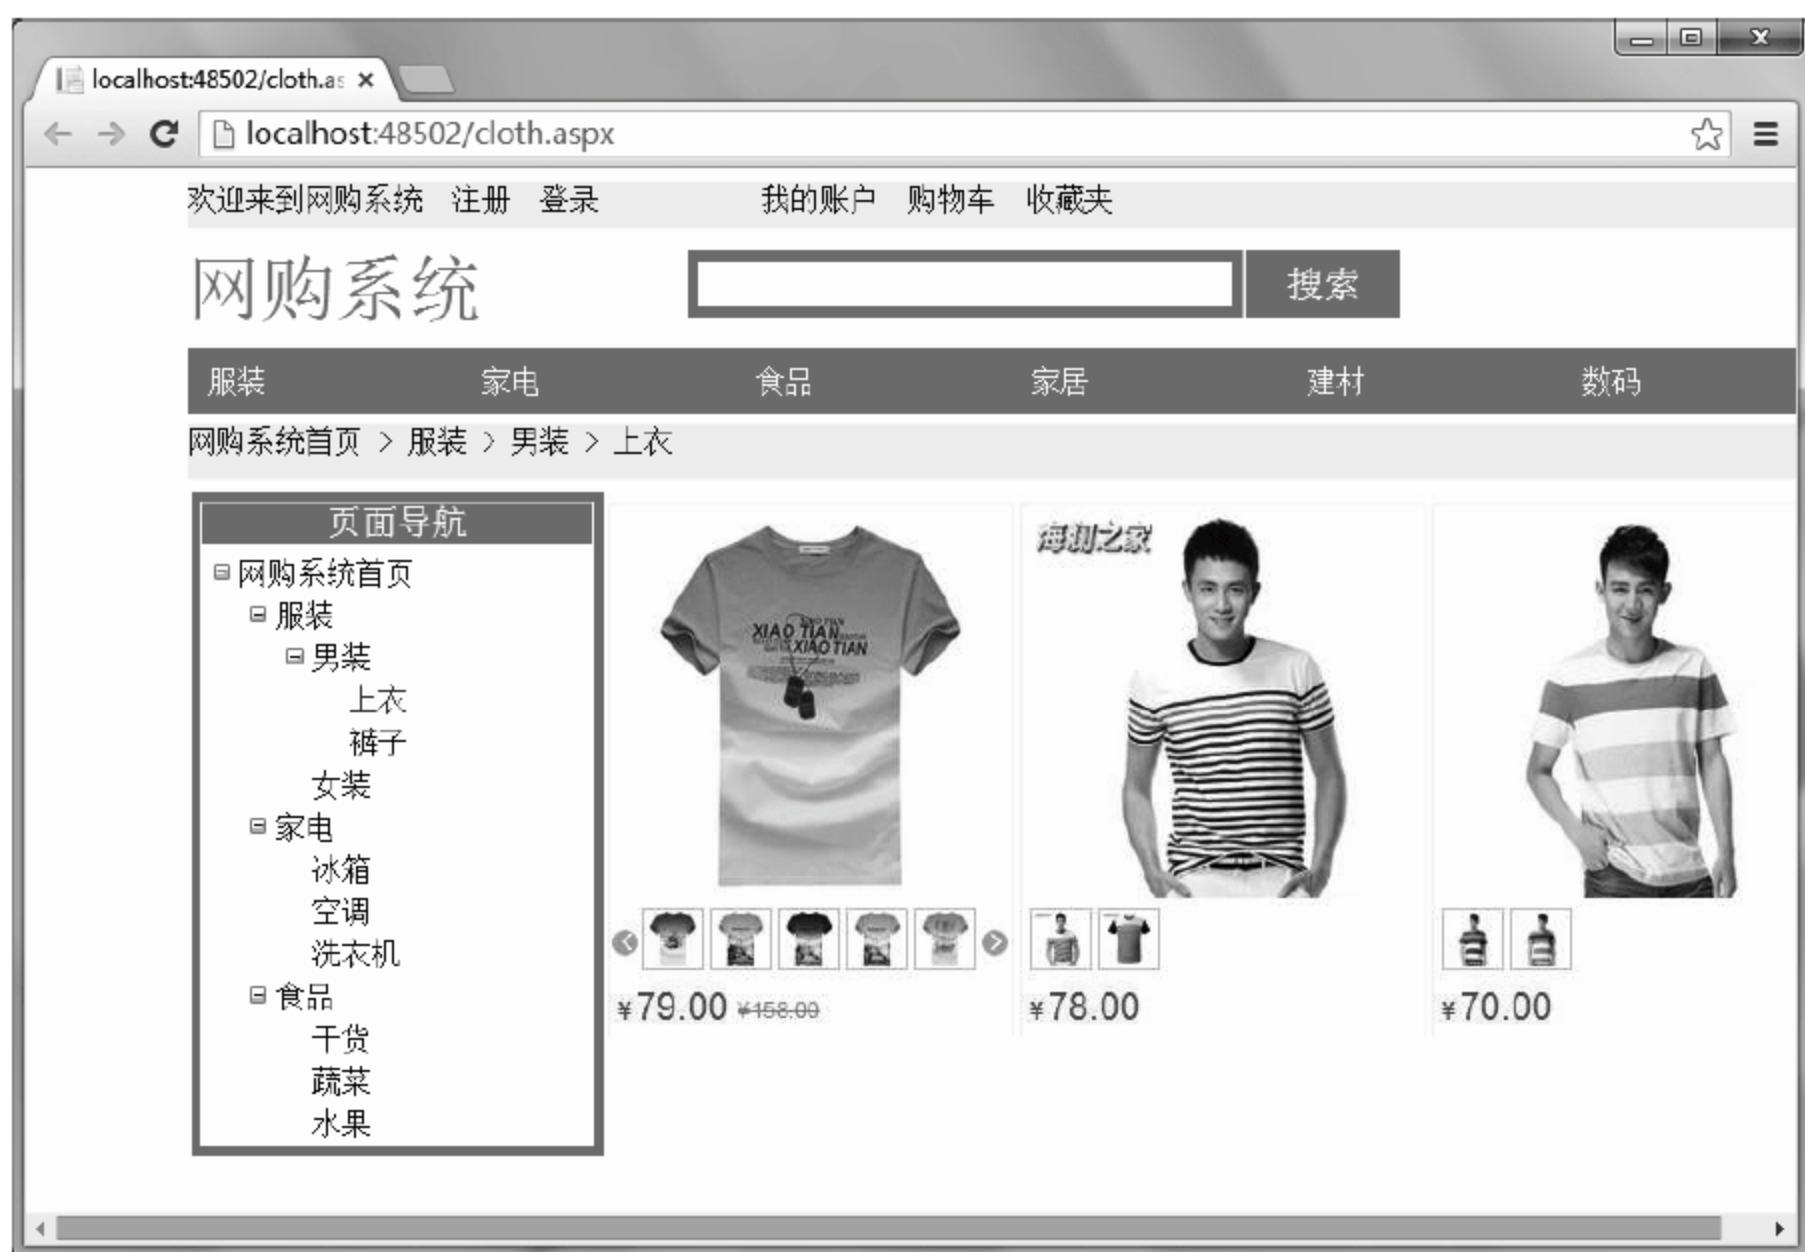 localhost:48502/cloth.as
localhost:48502/cloth.aspx
欢迎来到网购系统 注册 登录 我的账户 购物车 收藏夹
网购系统 搜索
服装 家电 食品 家居 建材 数码
网购系统首页 > 服装 > 男装 > 上衣
页面导航
网购系统首页
服装
男装
上衣
裤子
女装
家电
冰箱
空调
洗衣机
食品
干货
蔬菜
水果
XIAO TIAN
XIAO TIAN
XIAO TIAN
海澜之家
¥79.00 ¥158.00
¥78.00
¥70.00